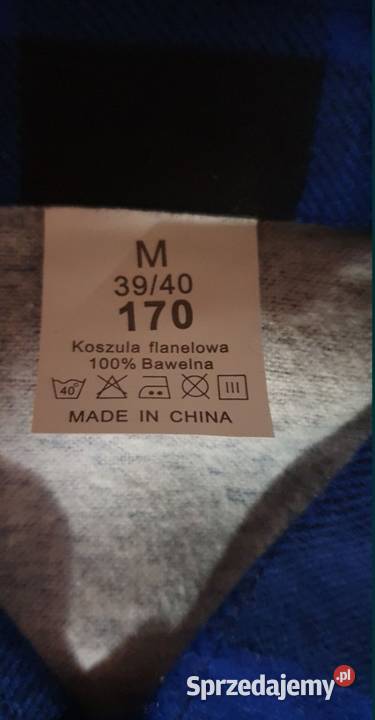 M
39/40
170
Koszula flanelowa
100% Bawełna
40°
MADE IN CHINA
Sprzedajemy.pl